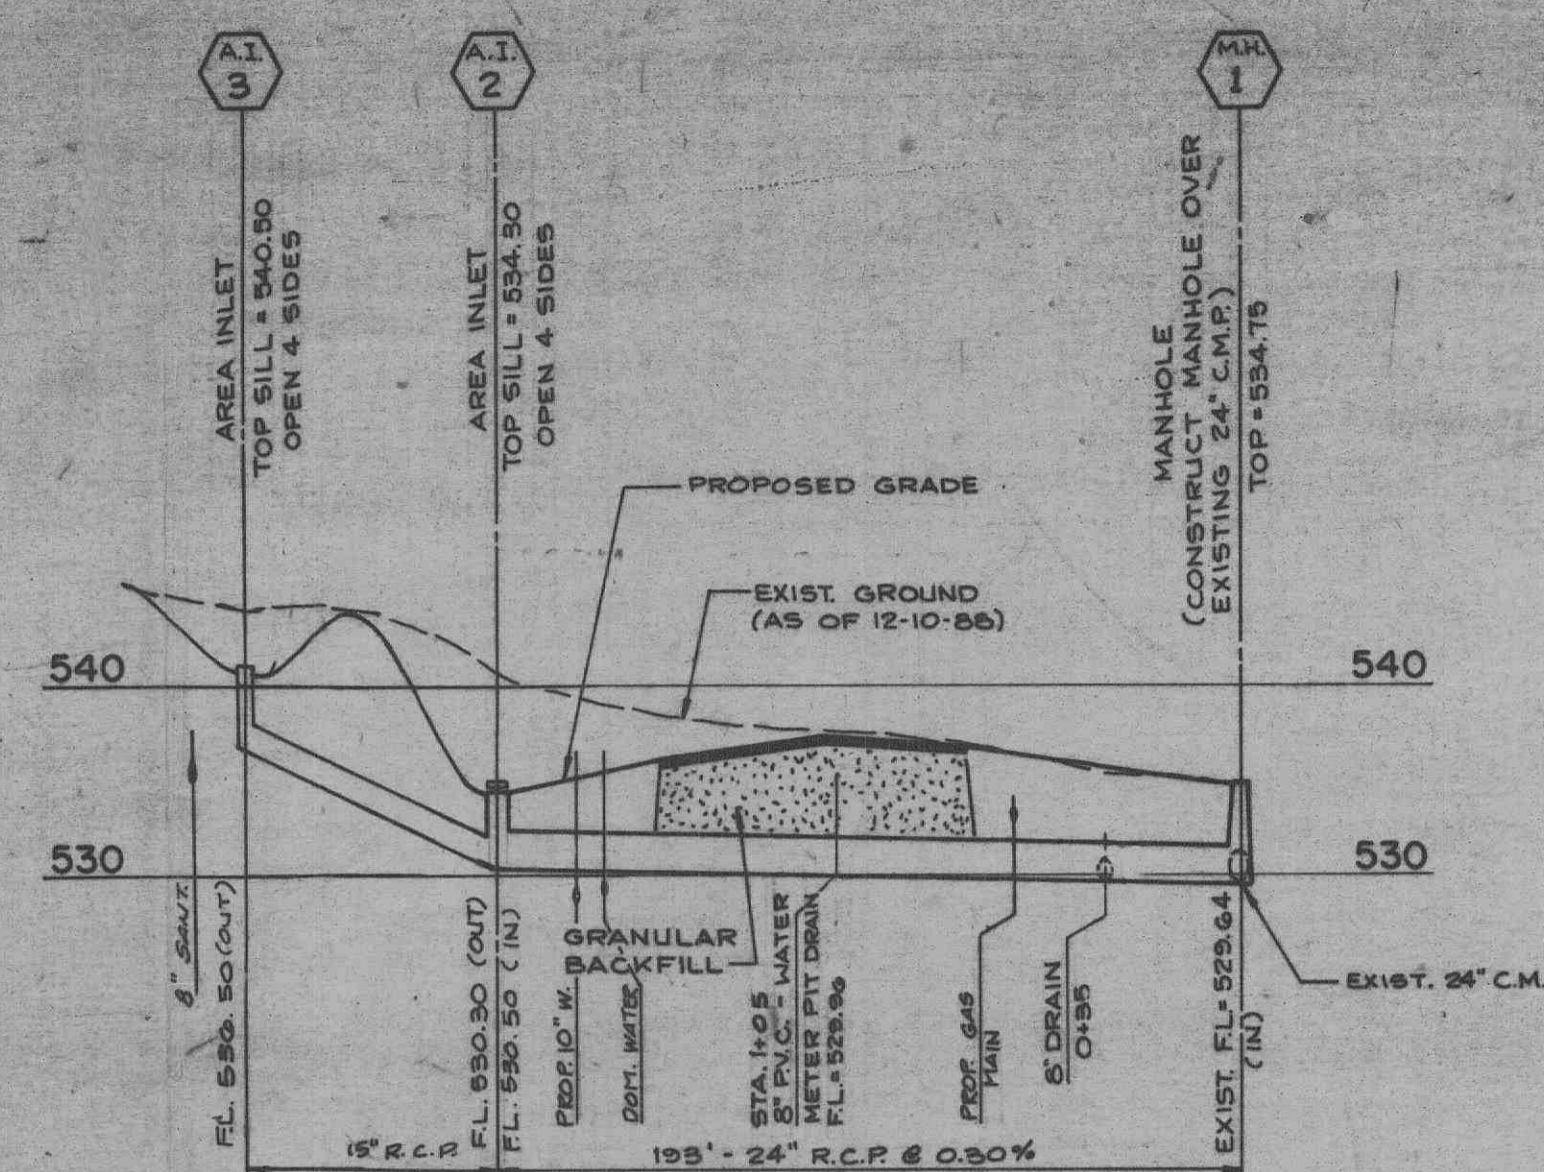 A.I.
3
A.I.
2
M.H.
1
AREA INLET
TOP SILL = 540.50
OPEN 4 SIDES
AREA INLET
TOP SILL = 534.30
OPEN 4 SIDES
MANHOLE
(CONSTRUCT MANHOLE OVER
EXISTING 24" C.M.P.)
TOP = 534.75
PROPOSED GRADE
EXIST. GROUND
(AS OF 12-10-88)
540
540
530
530
8" SANT.
F.L. 536.50 (OUT)
F.L. 530.30 (OUT)
F.L. 530.50 (IN)
GRANULAR
BACKFILL
PROP. 10" W.
DOM. WATER
STA. 1+05
8" P.V.C. - WATER
METER PIT DRAIN
F.L. = 529.96
PROP. GAS
MAIN
8" DRAIN
0+35
EXIST. F.L. = 529.64
(IN)
EXIST. 24" C.M.
15" R.C.P.
193' - 24" R.C.P. @ 0.30%